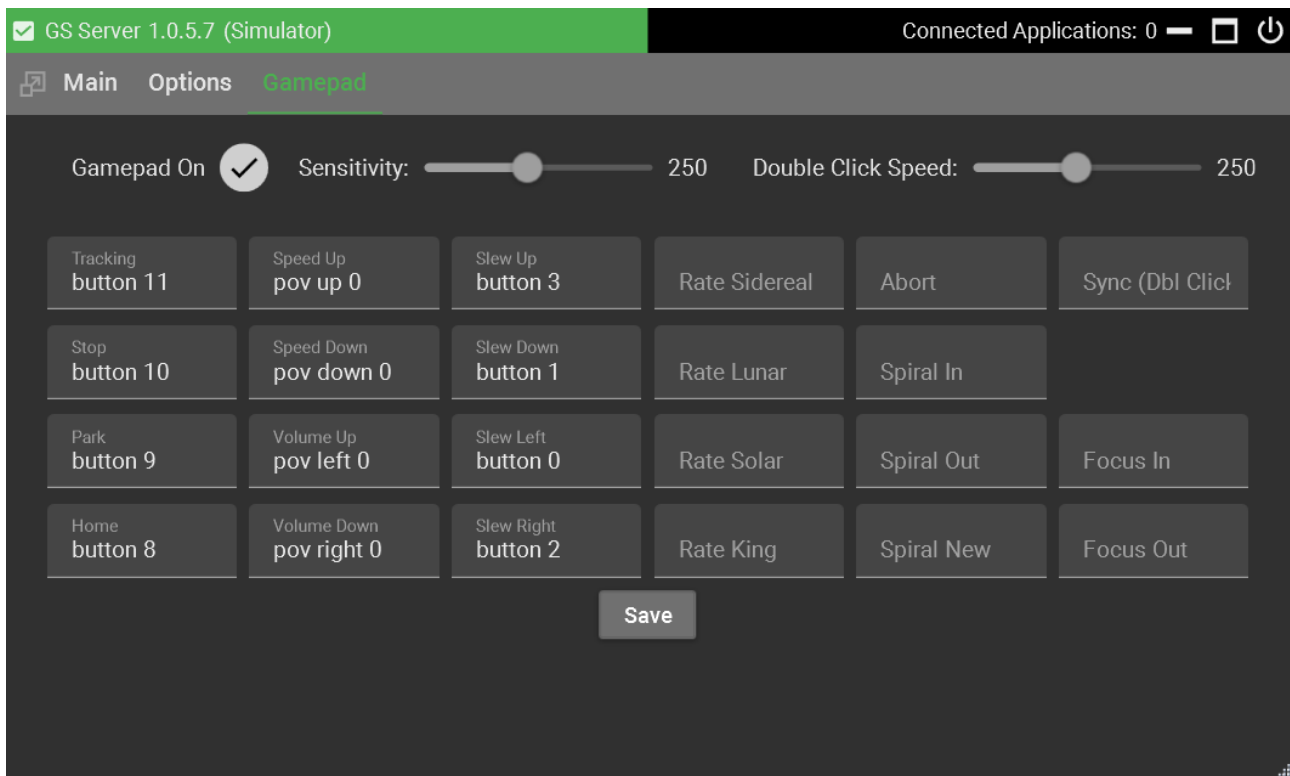 GS Server 1.0.5.7 (Simulator) Connected Applications: 0
Main Options Gamepad
Gamepad On Sensitivity: 250 Double Click Speed: 250
Tracking Speed Up Slew Up
button 11 pov up 0 button 3 Rate Sidereal Abort Sync (Dbl Click
Stop Speed Down Slew Down
button 10 pov down 0 button 1 Rate Lunar Spiral In
Park Volume Up Slew Left
button 9 pov left 0 button 0 Rate Solar Spiral Out Focus In
Home Volume Down Slew Right
button 8 pov right 0 button 2 Rate King Spiral New Focus Out
Save